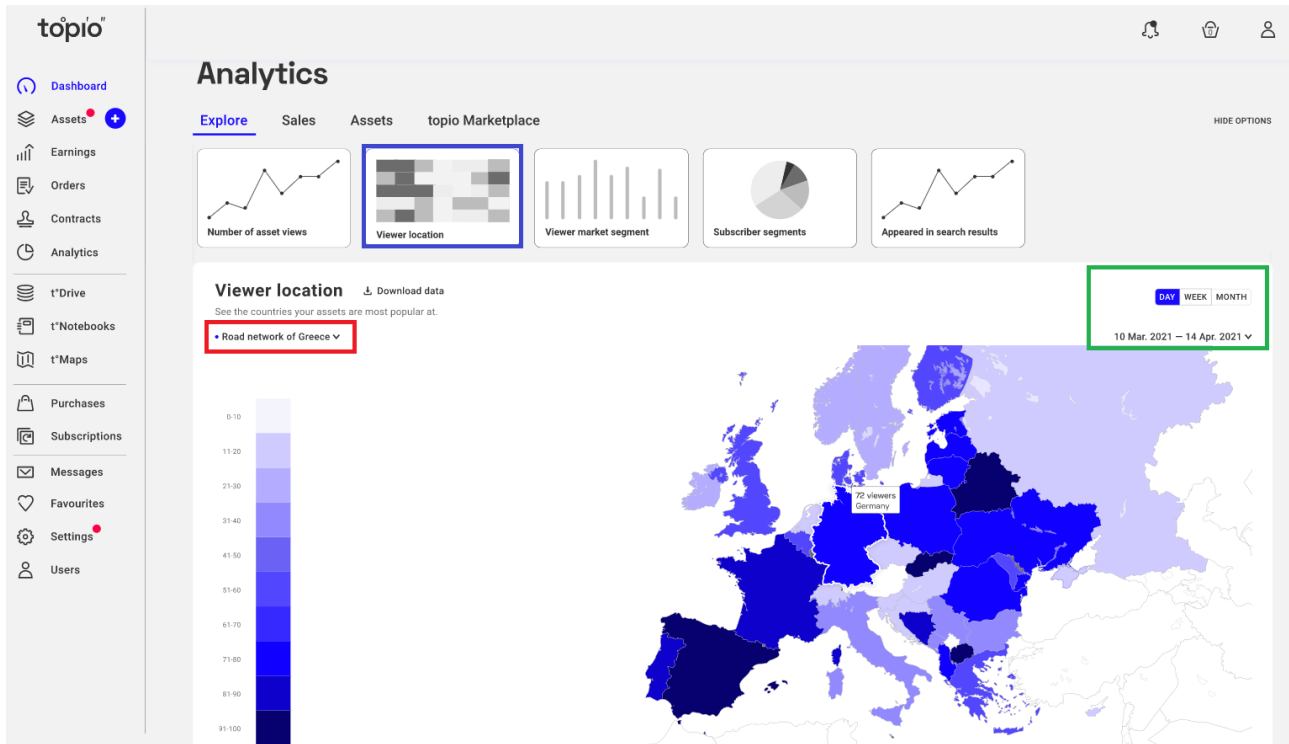 topio
Dashboard
Assets
Earnings
Orders
Contracts
Analytics
t°Drive
t°Notebooks
t°Maps
Purchases
Subscriptions
Messages
Favourites
Settings
Users
0
Analytics
Explore Sales Assets topio Marketplace HIDE OPTIONS
Number of asset views
Viewer location
Viewer market segment
Subscriber segments
Appeared in search results
Viewer location Download data
DAY WEEK MONTH
See the countries your assets are most popular at.
Road network of Greece
10 Mar. 2021 — 14 Apr. 2021
0-10
11-20
21-30
31-40
41-50
51-60
61-70
71-80
81-90
91-100
72 viewers
Germany